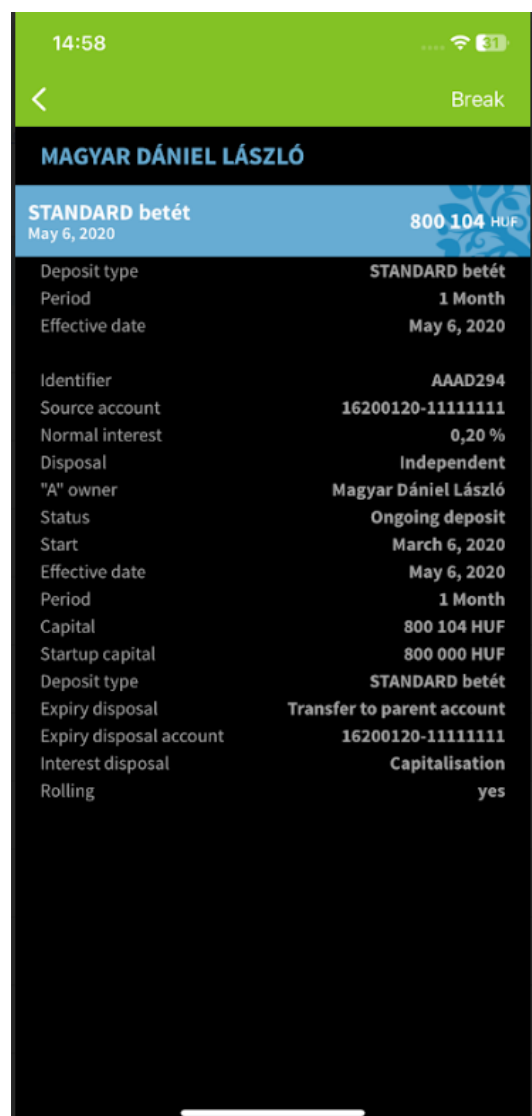 14:58
31
Break
MAGYAR DÁNIEL LÁSZLÓ
STANDARD betét
May 6, 2020
800 104 HUF
Deposit type STANDARD betét
Period 1 Month
Effective date May 6, 2020
Identifier AAAD294
Source account 16200120-11111111
Normal interest 0,20 %
Disposal Independent
"A" owner Magyar Dániel László
Status Ongoing deposit
Start March 6, 2020
Effective date May 6, 2020
Period 1 Month
Capital 800 104 HUF
Startup capital 800 000 HUF
Deposit type STANDARD betét
Expiry disposal Transfer to parent account
Expiry disposal account 16200120-11111111
Interest disposal Capitalisation
Rolling yes